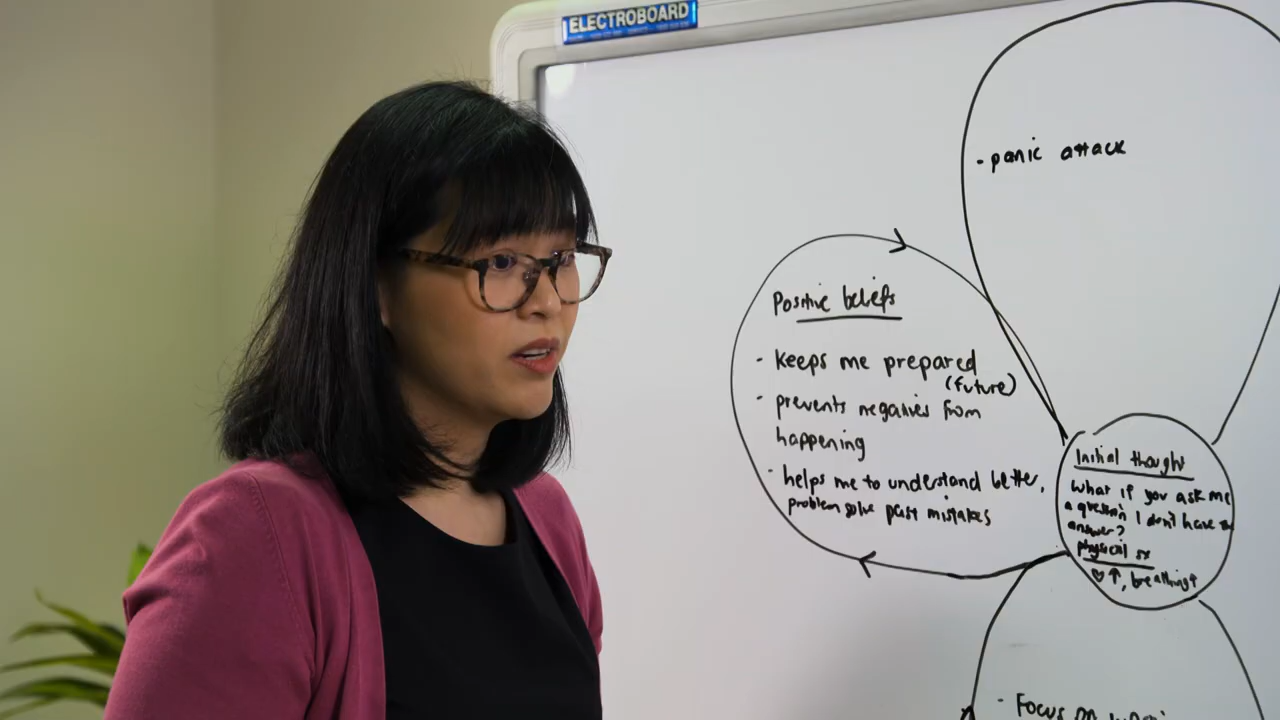 ELECTROBOARD
- panic attack
Positive beliefs
- keeps me prepared
(future)
- prevents negatives from
happening
- helps me to understand better,
problem solve past mistakes
Initial thought
What if you ask me
a question I don't have the
answer?
physical sx
♡↑, breathing↑
- Focus on